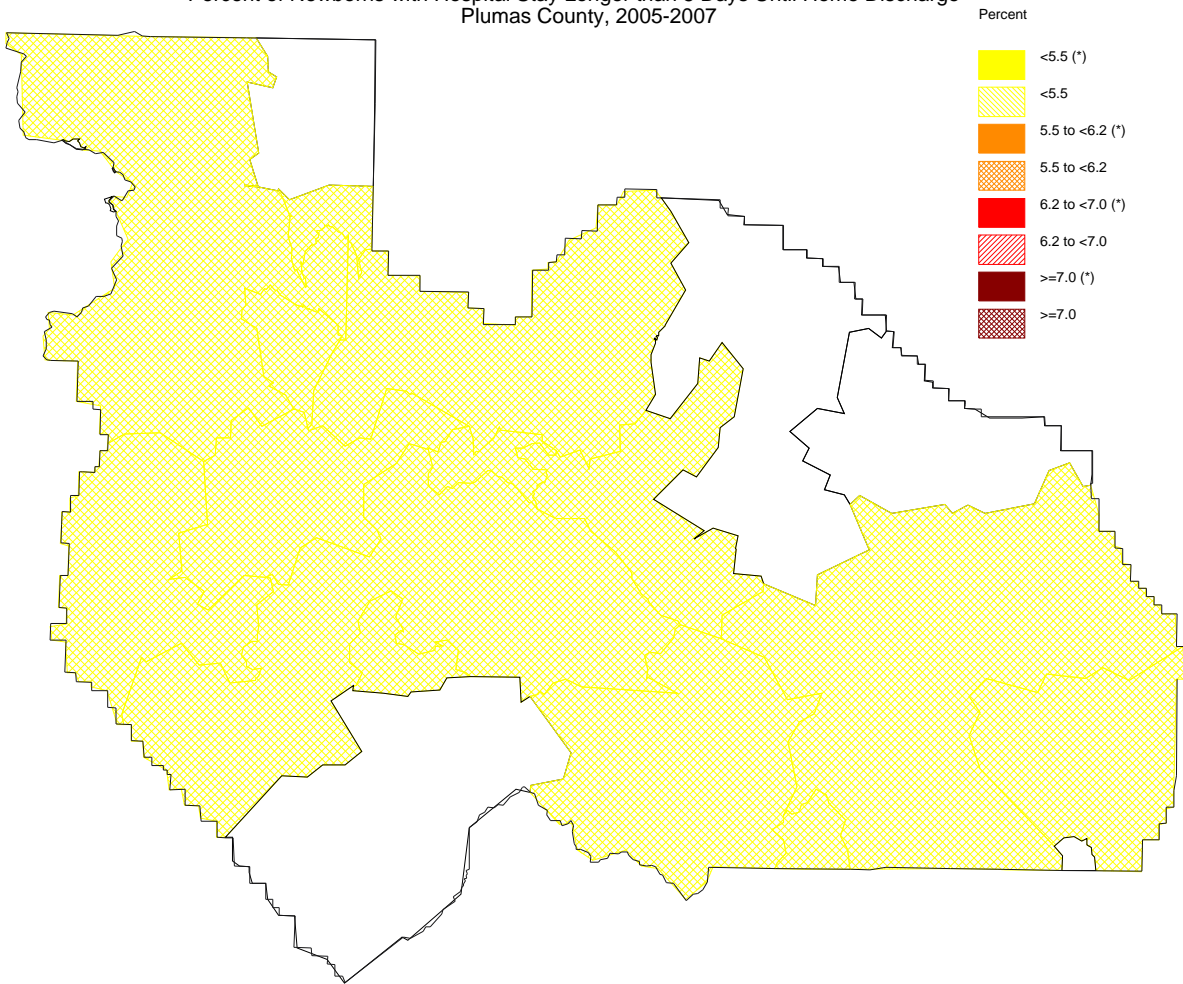 Plumas County, 2005-2007
Percent
<5.5 (*)
<5.5
5.5 to <6.2 (*)
5.5 to <6.2
6.2 to <7.0 (*)
6.2 to <7.0
>=7.0 (*)
>=7.0